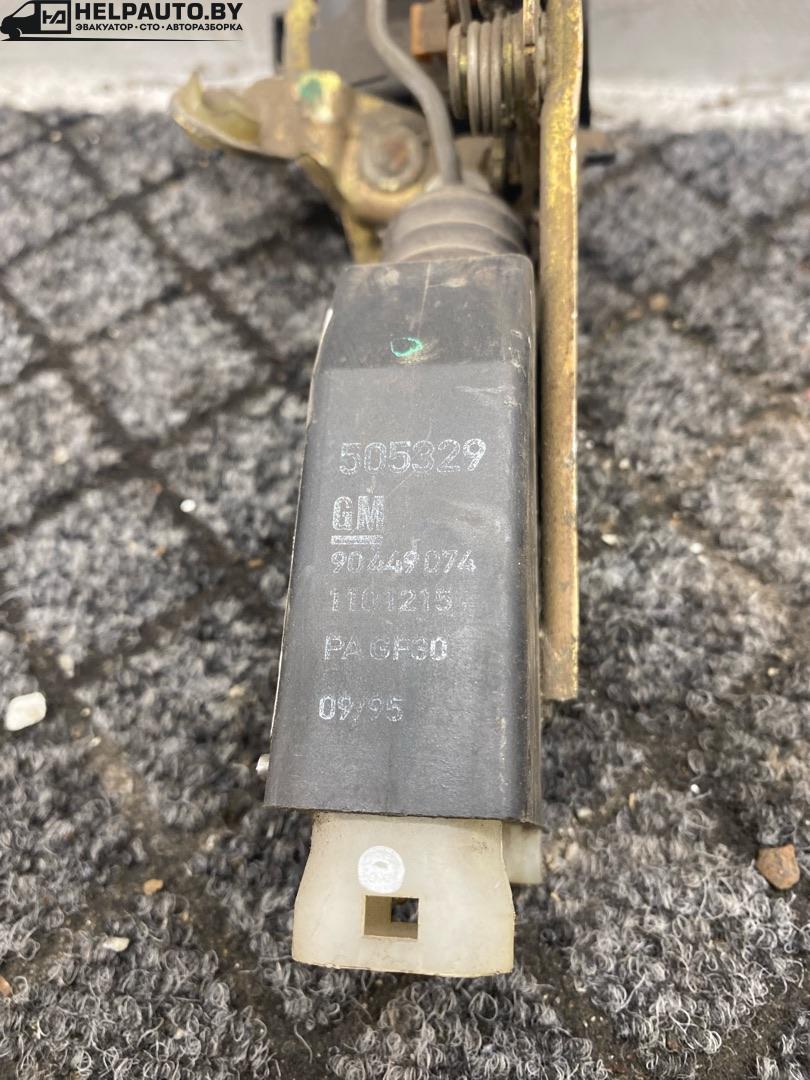 HELPAUTO.BY
ЭВАКУАТОР • СТО • АВТОРАЗБОРКА
505329
GM
90449074
1101215
PA GF30
09/95